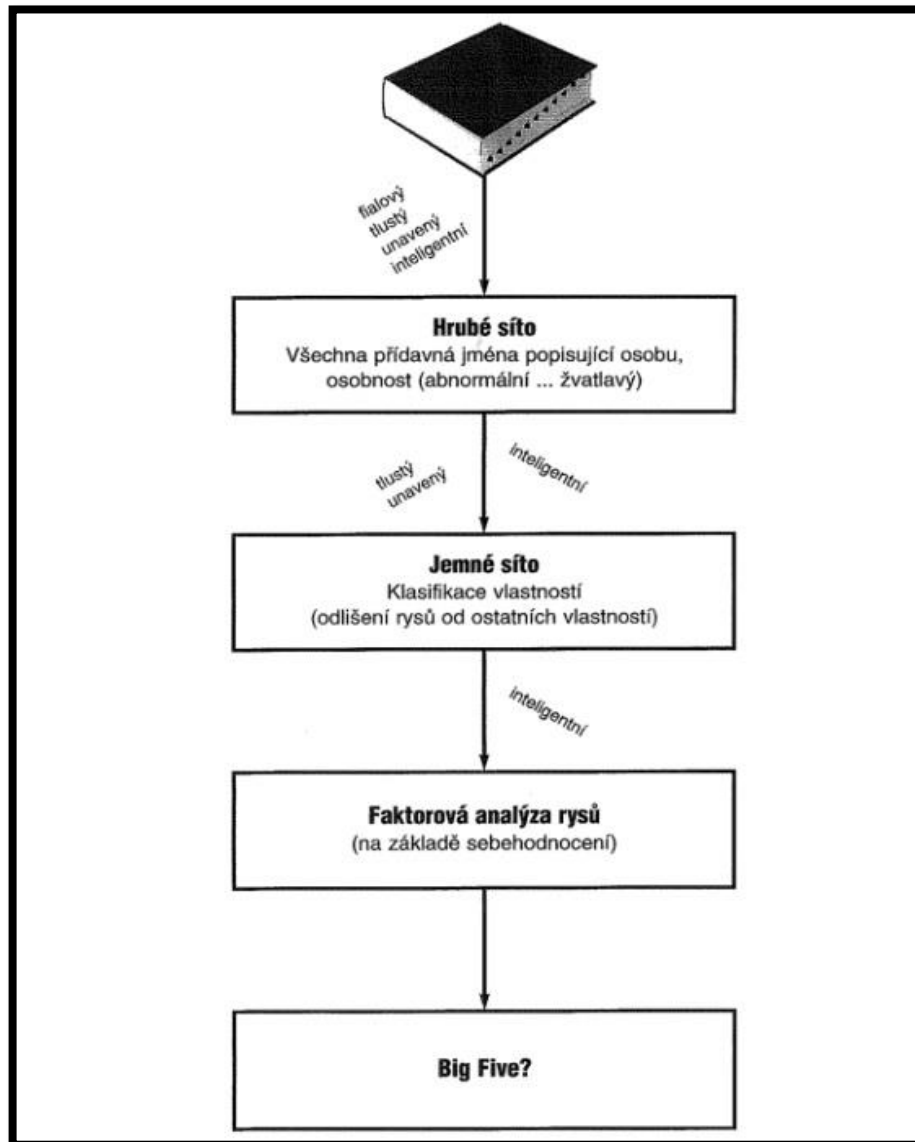 fialový
tlustý
unavený
inteligentní
Hrubé síto
Všechna přídavná jména popisující osobu,
osobnost (abnormální ... žvatlavý)
tlustý
unavený
inteligentní
Jemné síto
Klasifikace vlastností
(odlišení rysů od ostatních vlastností)
inteligentní
Faktorová analýza rysů
(na základě sebehodnocení)
Big Five?